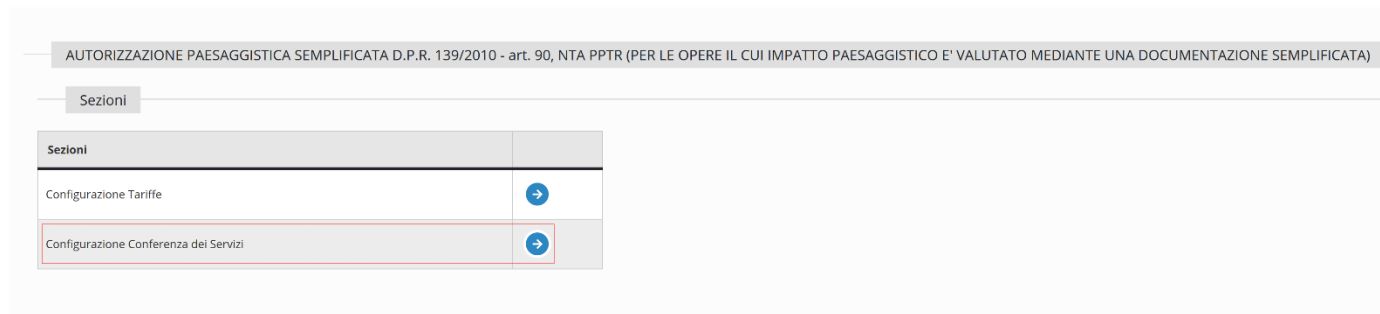 AUTORIZZAZIONE PAESAGGISTICA SEMPLIFICATA D.P.R. 139/2010 - art. 90, NTA PPTR (PER LE OPERE IL CUI IMPATTO PAESAGGISTICO E' VALUTATO MEDIANTE UNA DOCUMENTAZIONE SEMPLIFICATA)
Sezioni
Sezioni
Configurazione Tariffe
Configurazione Conferenza dei Servizi